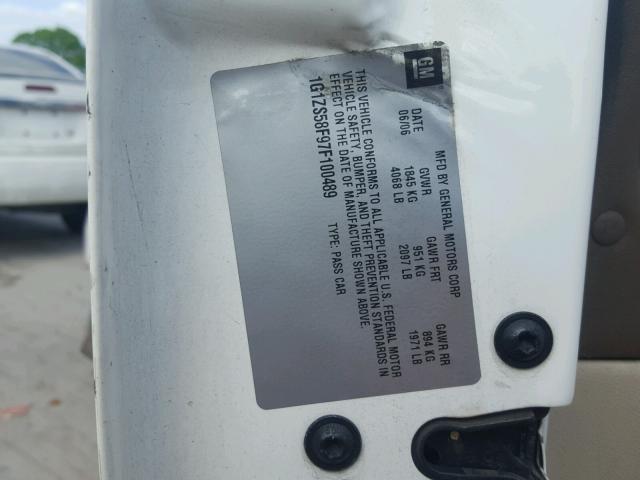 GM
MFD BY GENERAL MOTORS CORP
DATE GVWR GAWR FRT GAWR RR
06/06 1845 KG 951 KG 894 KG
4068 LB 2097 LB 1971 LB
THIS VEHICLE CONFORMS TO ALL APPLICABLE U.S. FEDERAL MOTOR
VEHICLE SAFETY, BUMPER, AND THEFT PREVENTION STANDARDS IN
EFFECT ON THE DATE OF MANUFACTURE SHOWN ABOVE.
1G1ZS58F97F100489 TYPE: PASS CAR